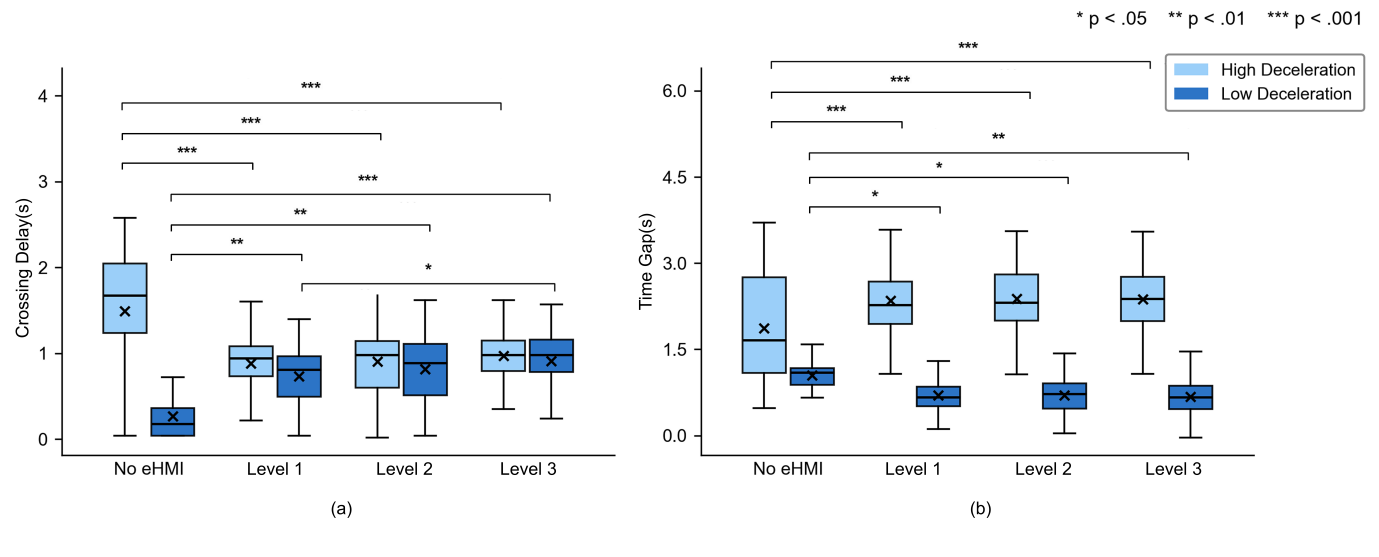 * p < .05 ** p < .01 *** p < .001
High Deceleration
Low Deceleration
Crossing Delay(s)
4
3
2
1
0
***
***
***
***
**
**
*
No eHMI Level 1 Level 2 Level 3
(a)
Time Gap(s)
6.0
4.5
3.0
1.5
0.0
***
***
***
**
*
*
No eHMI Level 1 Level 2 Level 3
(b)